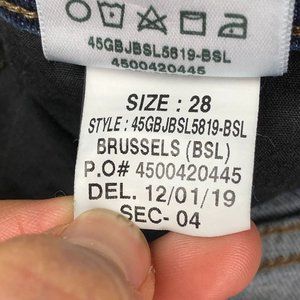 45GBJBSL5819-BSL
4500420445
SIZE : 28
STYLE : 45GBJBSL5819-BSL
BRUSSELS (BSL)
P.O# 4500420445
DEL. 12/01/19
SEC- 04